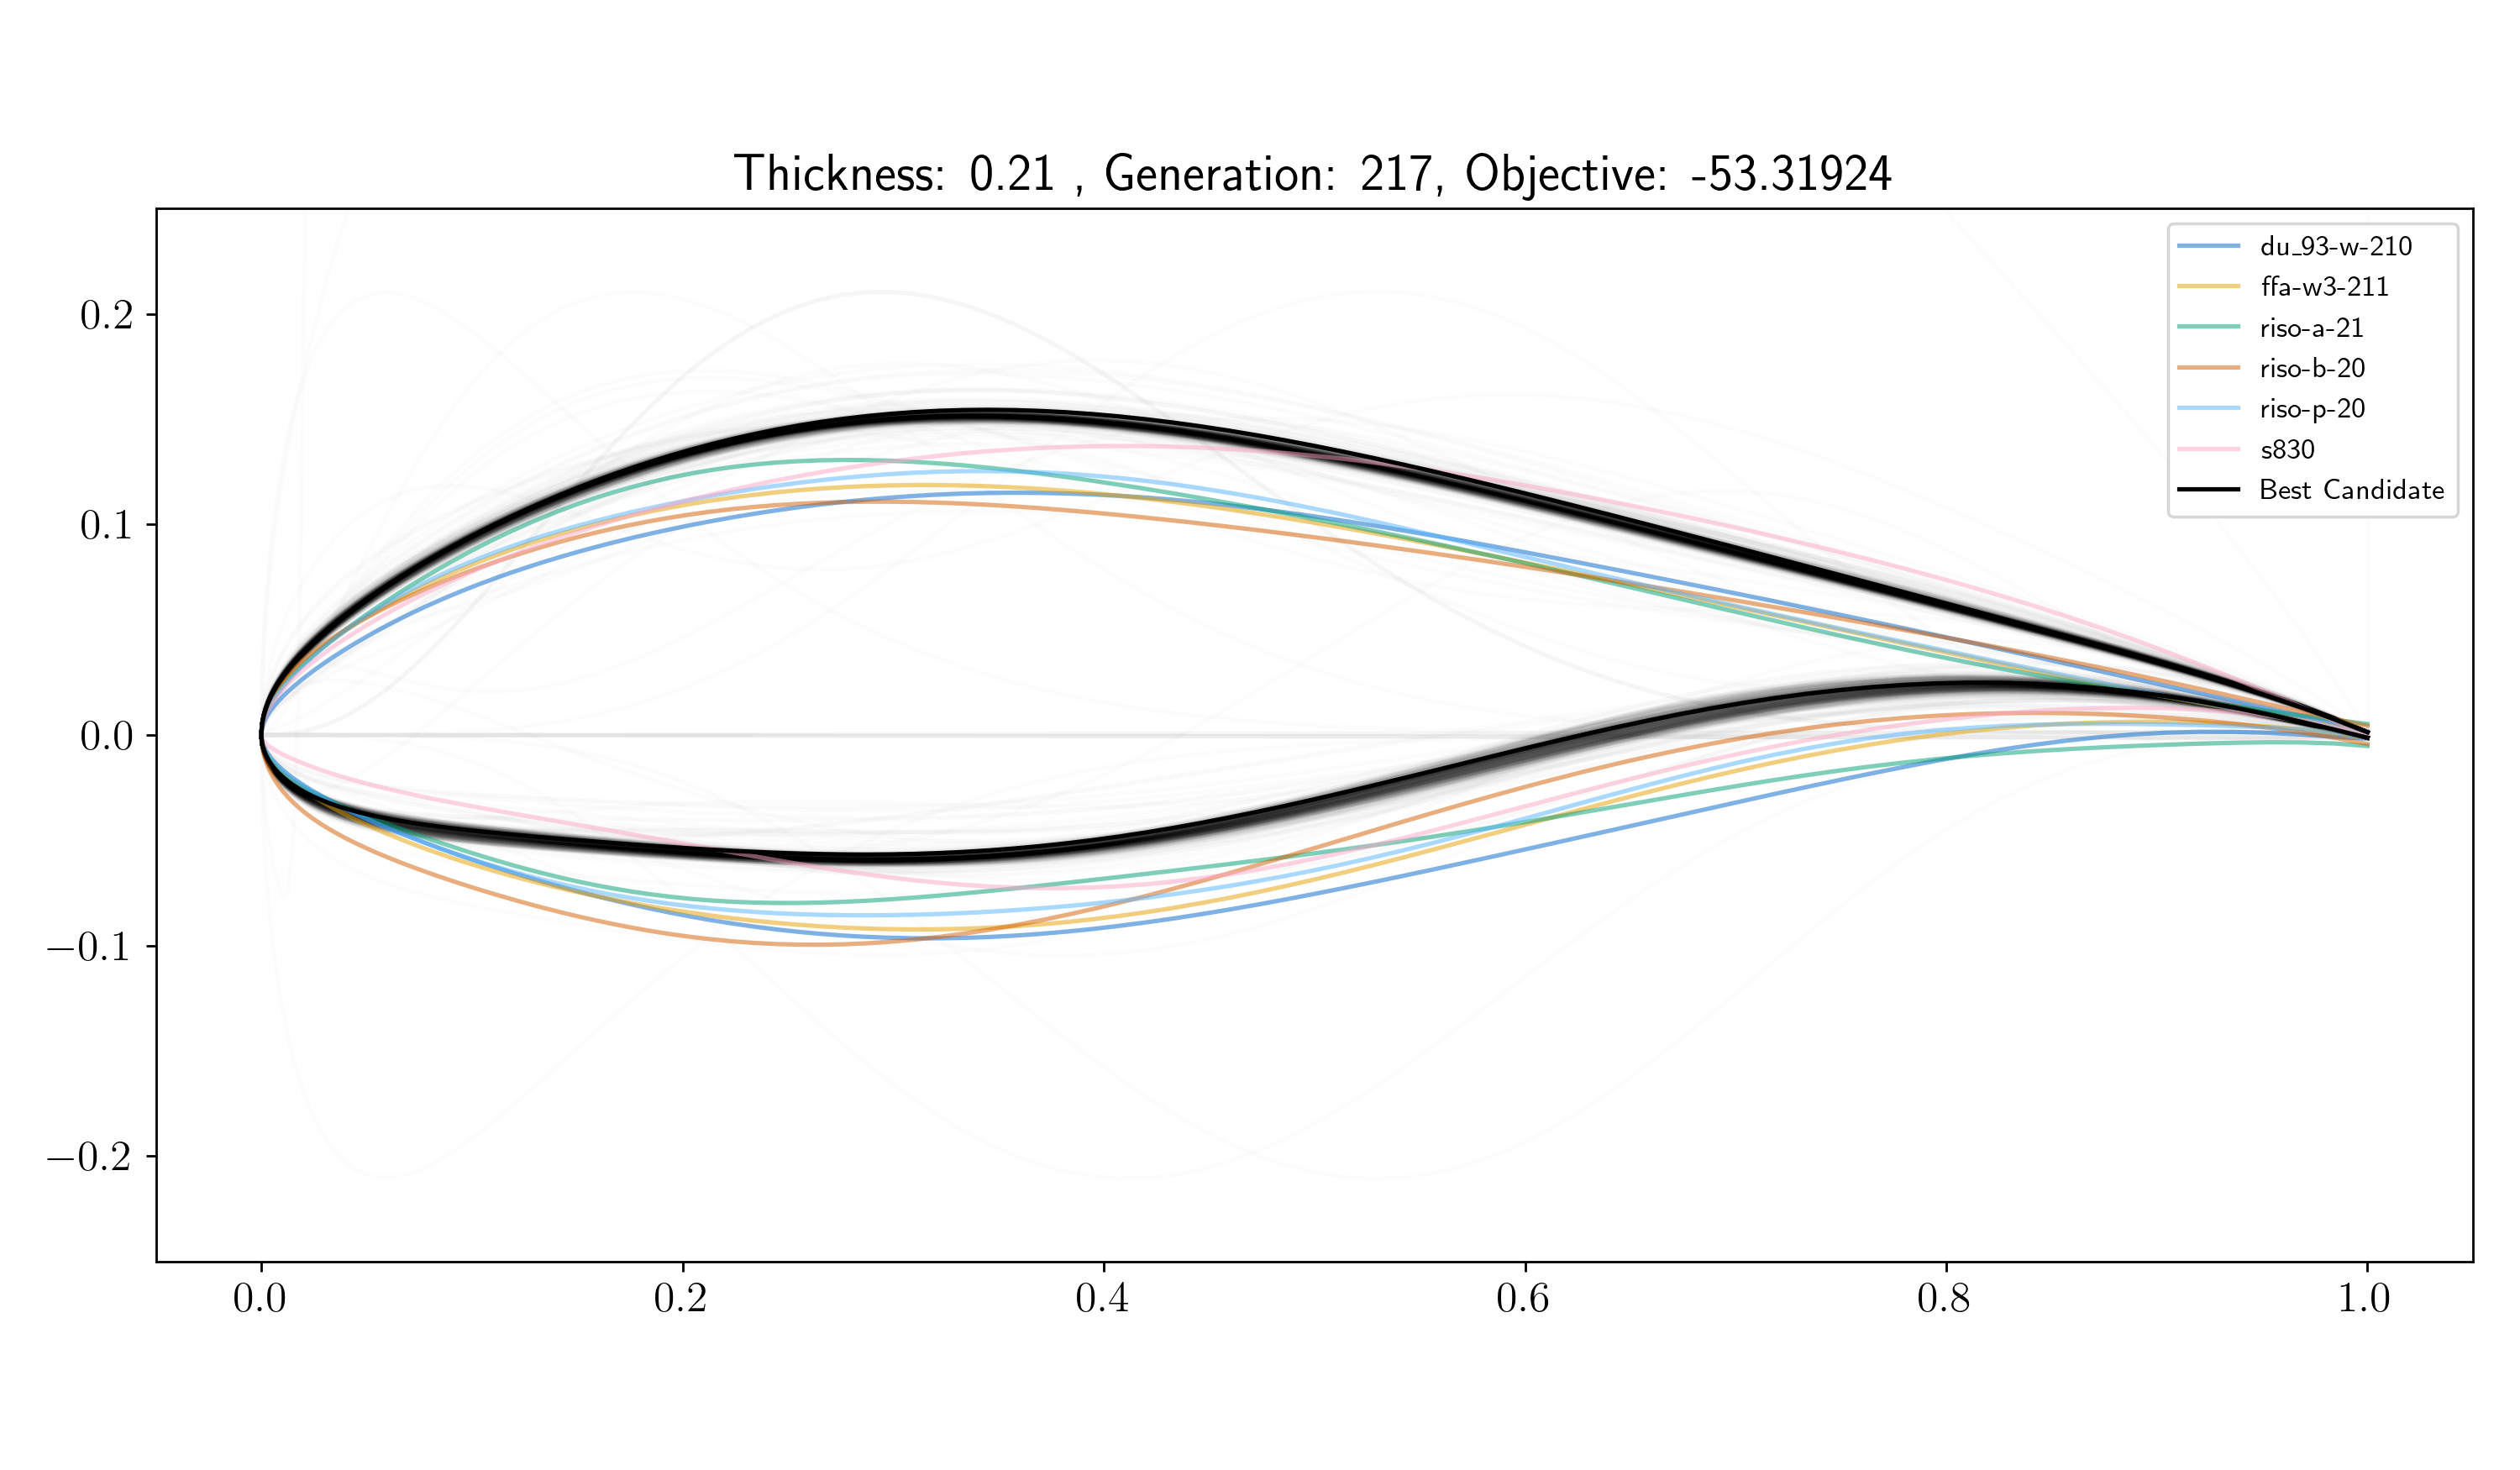 Thickness: 0.21 , Generation: 217, Objective: -53.31924
du_93-w-210
ffa-w3-211
riso-a-21
riso-b-20
riso-p-20
s830
Best Candidate
0.2
0.1
0.0
−0.1
−0.2
0.0 0.2 0.4 0.6 0.8 1.0